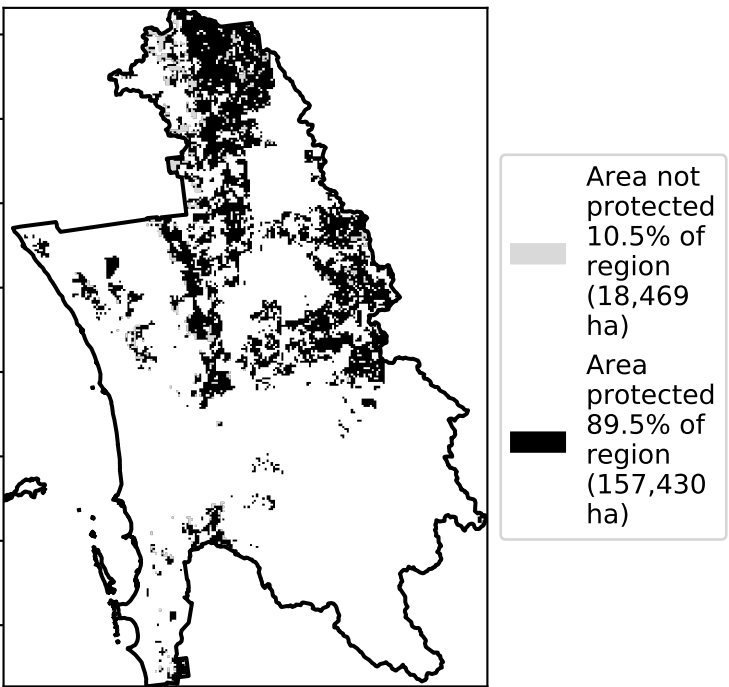 Area not
protected
10.5% of
region
(18,469
ha)
Area
protected
89.5% of
region
(157,430
ha)